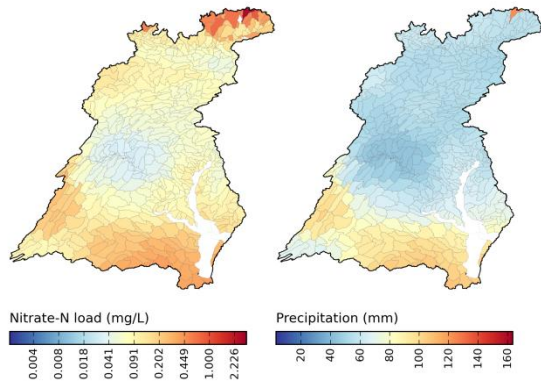 Nitrate-N load (mg/L)
0.004 0.008 0.018 0.041 0.091 0.202 0.449 1.000 2.226
Precipitation (mm)
20 40 60 80 100 120 140 160